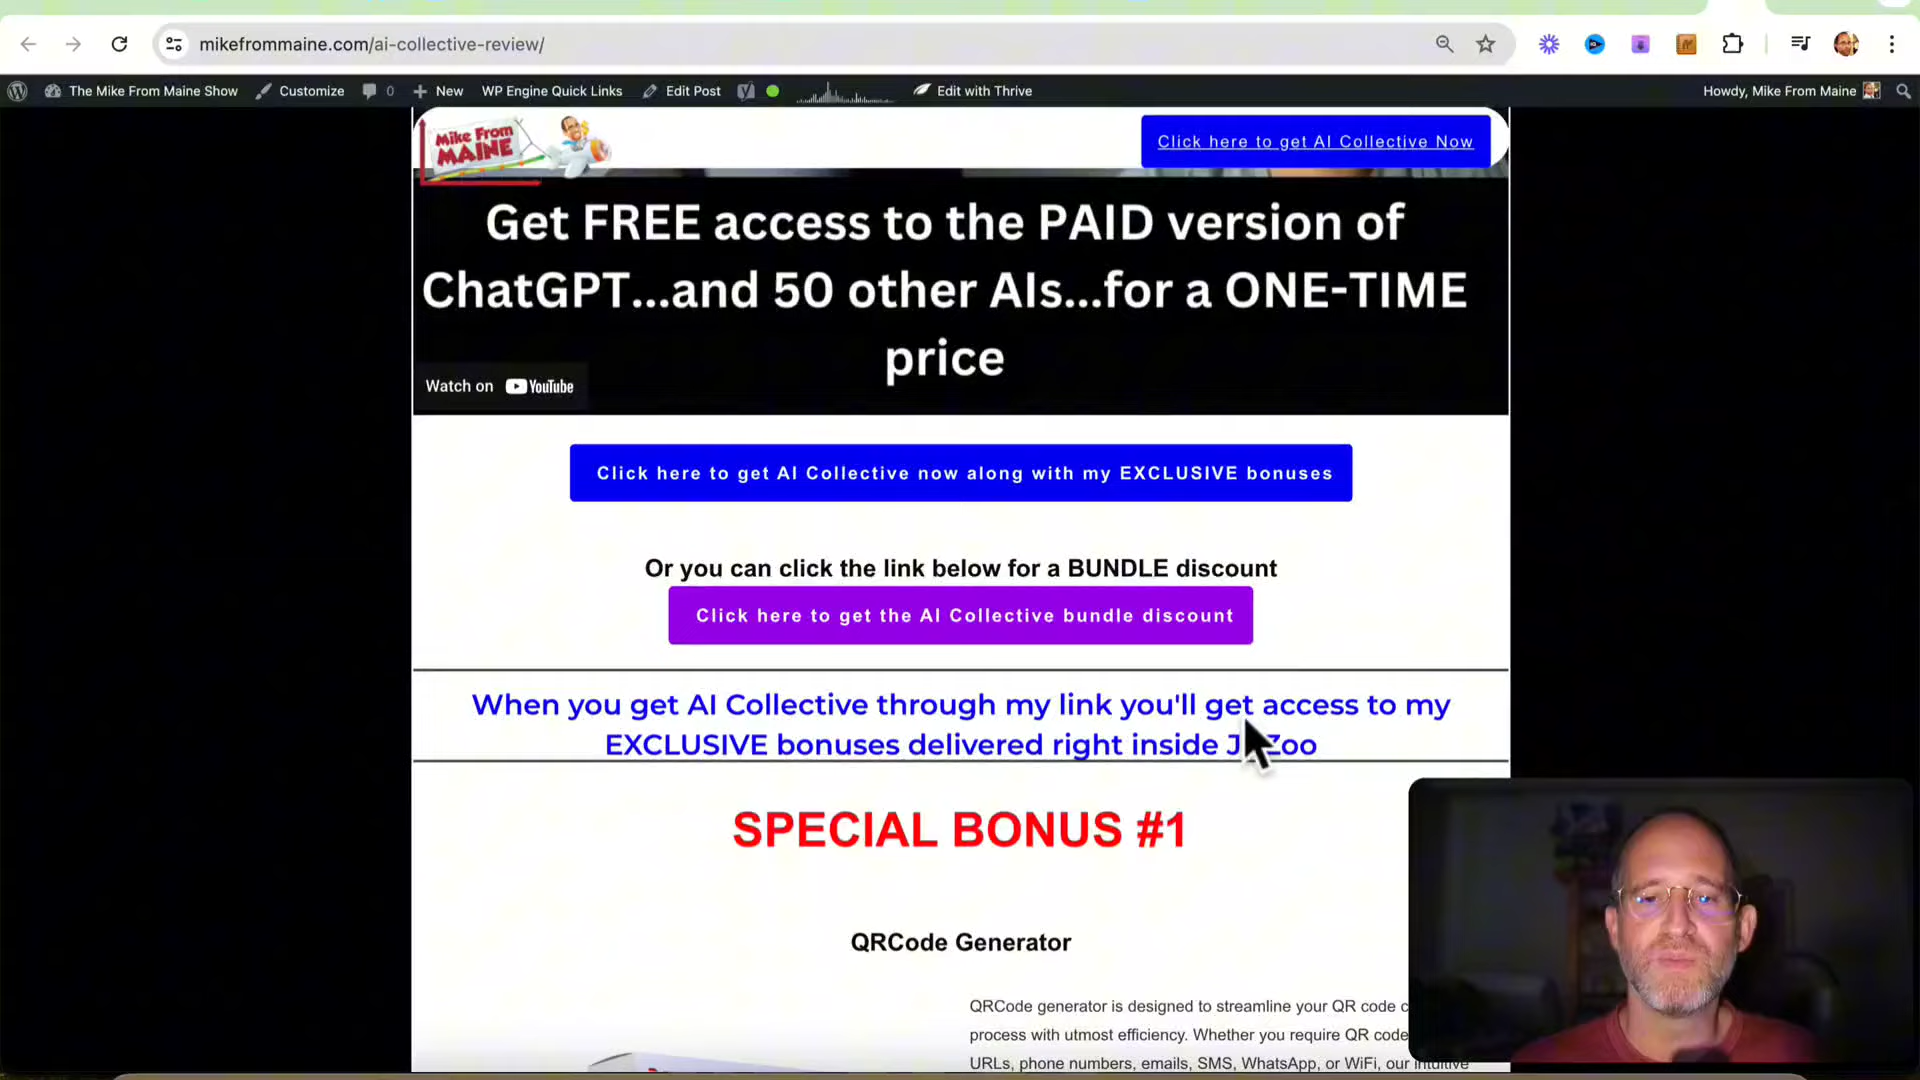 mikefrommaine.com/ai-collective-review/
The Mike From Maine Show Customize 0 New WP Engine Quick Links Edit Post Edit with Thrive Howdy, Mike From Maine
Mike From
MAINE
Click here to get AI Collective Now
Get FREE access to the PAID version of
ChatGPT...and 50 other AIs...for a ONE-TIME
price
Watch on YouTube
Click here to get AI Collective now along with my EXCLUSIVE bonuses
Or you can click the link below for a BUNDLE discount
Click here to get the AI Collective bundle discount
When you get AI Collective through my link you'll get access to my
EXCLUSIVE bonuses delivered right inside
SPECIAL BONUS #1
QRCode Generator
QRCode generator is designed to streamline your QR code
process with utmost efficiency. Whether you require QR code
URLs, phone numbers, emails, SMS, WhatsApp, or WiFi, our intuitive